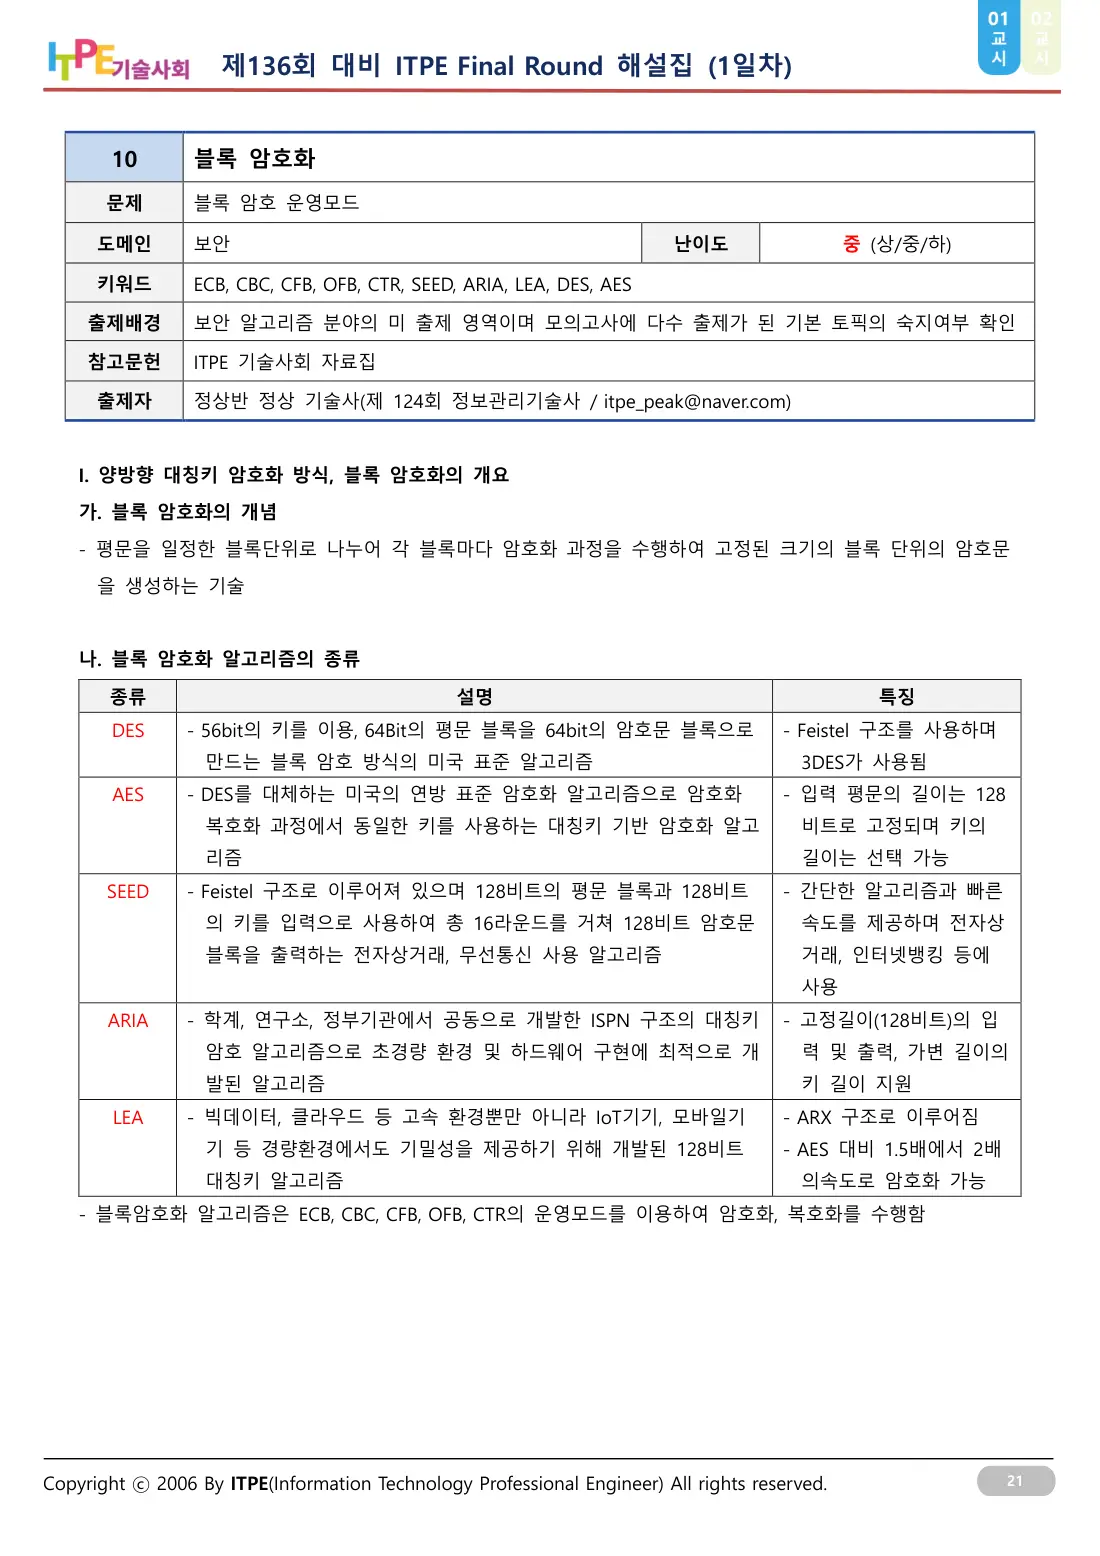 ITPE기술사회 제136회 대비 ITPE Final Round 해설집 (1일차)
01 02
교 교
시 시
10 블록 암호화
문제 블록 암호 운영모드
도메인 보안 난이도 중 (상/중/하)
키워드 ECB, CBC, CFB, OFB, CTR, SEED, ARIA, LEA, DES, AES
출제배경 보안 알고리즘 분야의 미 출제 영역이며 모의고사에 다수 출제가 된 기본 토픽의 숙지여부 확인
참고문헌 ITPE 기술사회 자료집
출제자 정상반 정상 기술사(제 124회 정보관리기술사 / itpe_peak@naver.com)
I. 양방향 대칭키 암호화 방식, 블록 암호화의 개요
가. 블록 암호화의 개념
- 평문을 일정한 블록단위로 나누어 각 블록마다 암호화 과정을 수행하여 고정된 크기의 블록 단위의 암호문
을 생성하는 기술
나. 블록 암호화 알고리즘의 종류
종류 설명 특징
DES - 56bit의 키를 이용, 64Bit의 평문 블록을 64bit의 암호문 블록으로 - Feistel 구조를 사용하며
만드는 블록 암호 방식의 미국 표준 알고리즘 3DES가 사용됨
AES - DES를 대체하는 미국의 연방 표준 암호화 알고리즘으로 암호화 - 입력 평문의 길이는 128
복호화 과정에서 동일한 키를 사용하는 대칭키 기반 암호화 알고 비트로 고정되며 키의
리즘 길이는 선택 가능
SEED - Feistel 구조로 이루어져 있으며 128비트의 평문 블록과 128비트 - 간단한 알고리즘과 빠른
의 키를 입력으로 사용하여 총 16라운드를 거쳐 128비트 암호문 속도를 제공하며 전자상
블록을 출력하는 전자상거래, 무선통신 사용 알고리즘 거래, 인터넷뱅킹 등에
사용
ARIA - 학계, 연구소, 정부기관에서 공동으로 개발한 ISPN 구조의 대칭키 - 고정길이(128비트)의 입
암호 알고리즘으로 초경량 환경 및 하드웨어 구현에 최적으로 개 력 및 출력, 가변 길이의
발된 알고리즘 키 길이 지원
LEA - 빅데이터, 클라우드 등 고속 환경뿐만 아니라 IoT기기, 모바일기 - ARX 구조로 이루어짐
기 등 경량환경에서도 기밀성을 제공하기 위해 개발된 128비트 - AES 대비 1.5배에서 2배
대칭키 알고리즘 의속도로 암호화 가능
- 블록암호화 알고리즘은 ECB, CBC, CFB, OFB, CTR의 운영모드를 이용하여 암호화, 복호화를 수행함
Copyright ⓒ 2006 By ITPE(Information Technology Professional Engineer) All rights reserved. 21